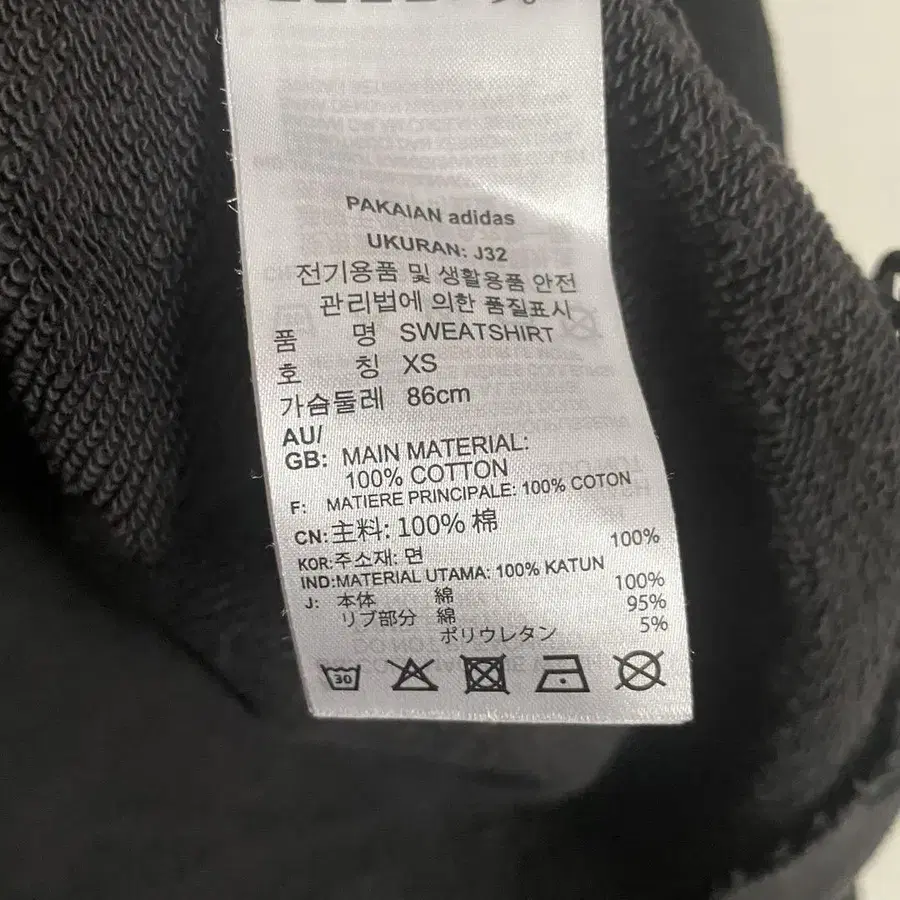 PAKAIAN adidas
UKURAN: J32
전기용품 및 생활용품 안전
관리법에 의한 품질표시
품 명 SWEATSHIRT
호 칭 XS
가슴둘레 86cm
AU/
GB: MAIN MATERIAL:
100% COTTON
F: MATIERE PRINCIPALE: 100% COTON
CN: 主料: 100% 棉
KOR: 주소재: 면 100%
IND: MATERIAL UTAMA: 100% KATUN
J: 本体 綿 100%
リブ部分 綿 95%
ポリウレタン 5%
30